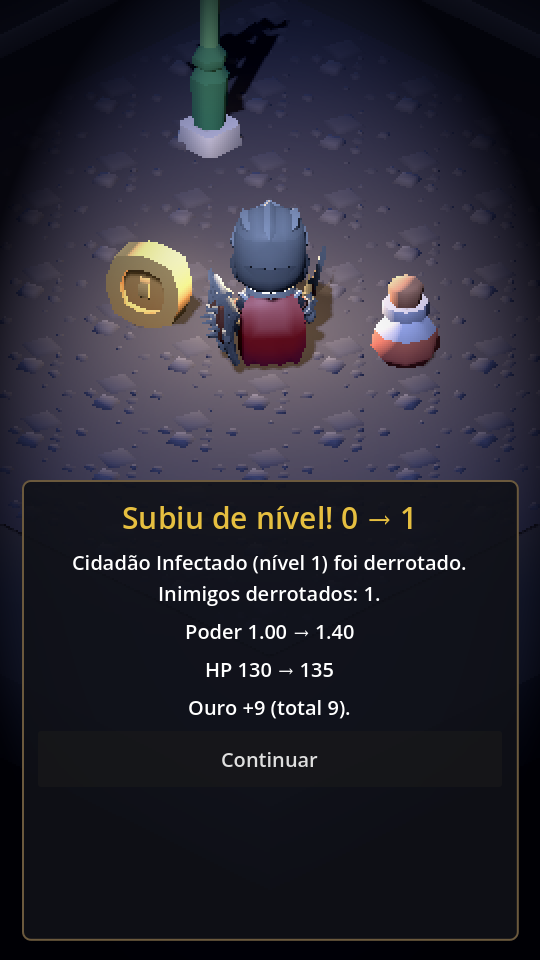 1
Subiu de nível! 0 → 1
Cidadão Infectado (nível 1) foi derrotado.
Inimigos derrotados: 1.
Poder 1.00 → 1.40
HP 130 → 135
Ouro +9 (total 9).
Continuar